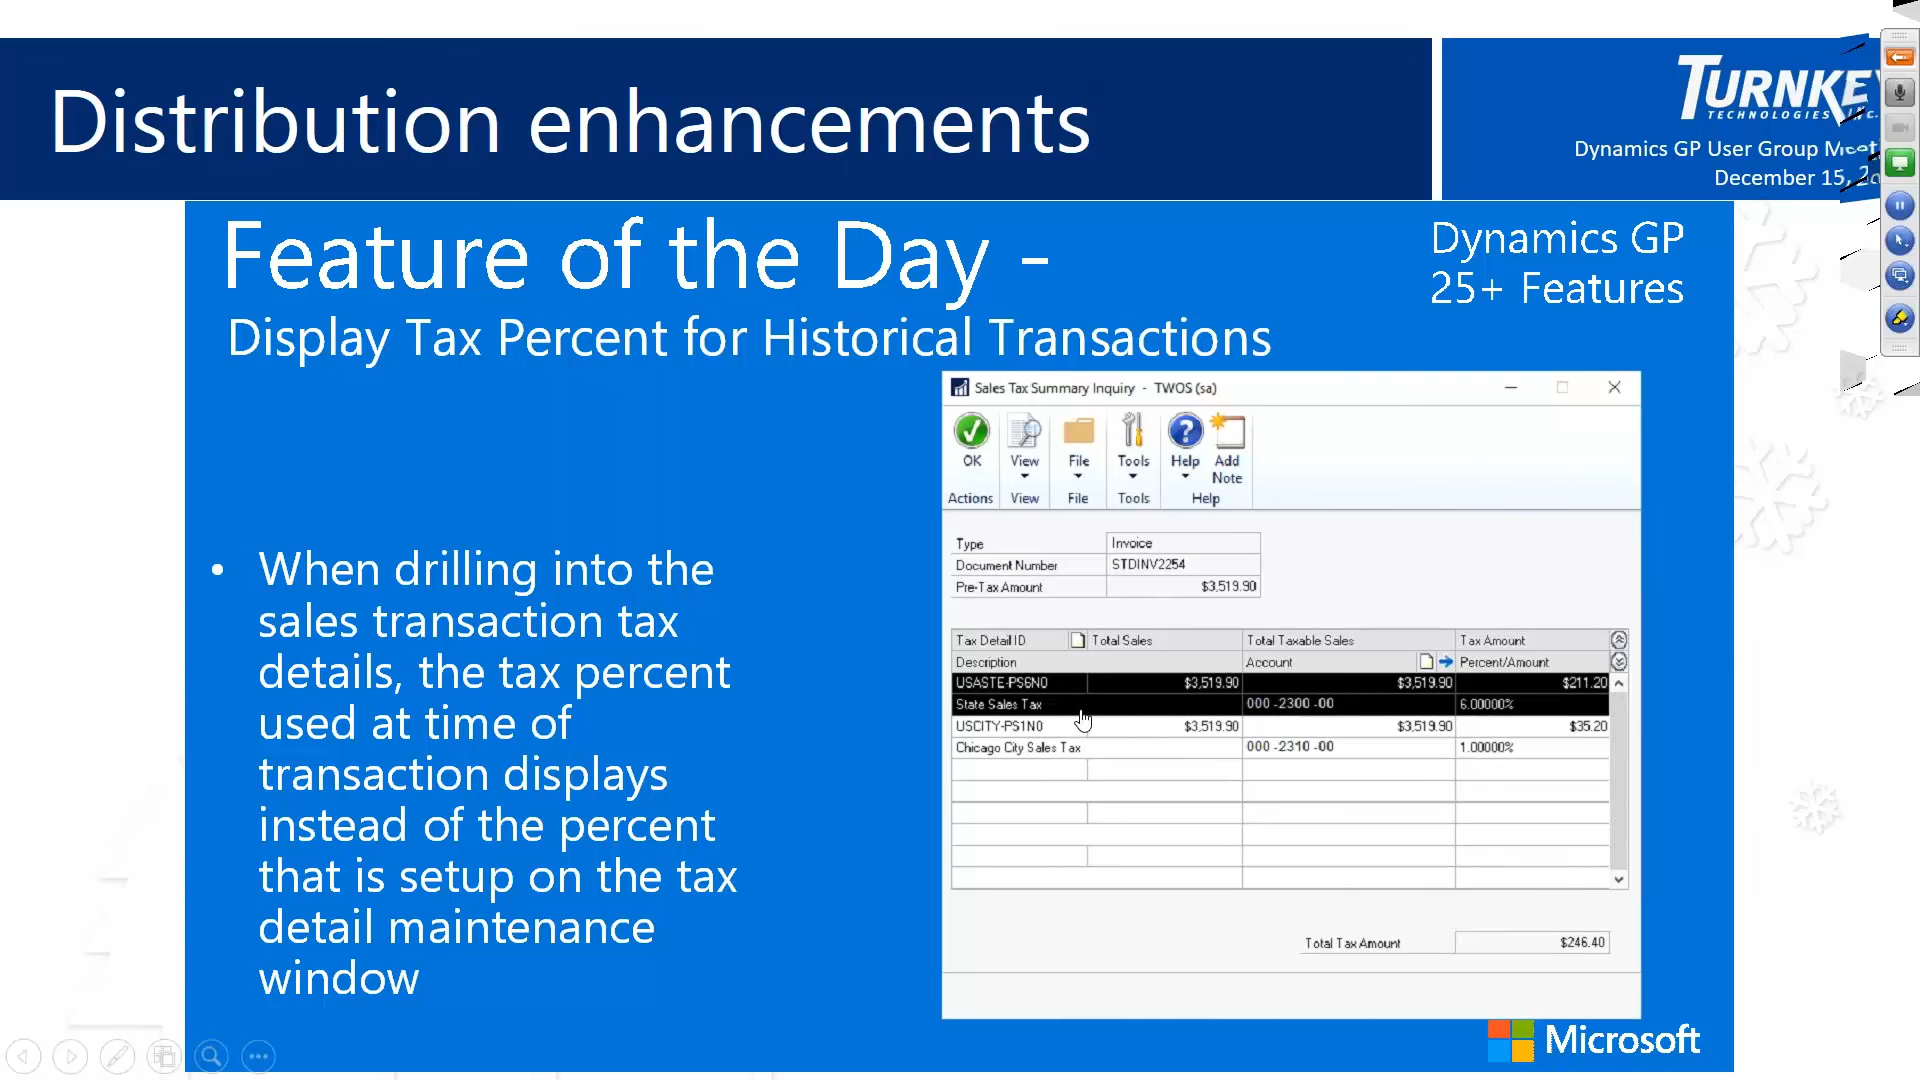 Distribution enhancements
TURNKEY
TECHNOLOGIES, INC.
Dynamics GP User Group Meet
December 15,
Feature of the Day -
Dynamics GP
25+ Features
Display Tax Percent for Historical Transactions
• When drilling into the
sales transaction tax
details, the tax percent
used at time of
transaction displays
instead of the percent
that is setup on the tax
detail maintenance
window
Sales Tax Summary Inquiry - TWOS (sa)
OK View File Tools Help Add
Note
Actions View File Tools Help
Type Invoice
Document Number STDINV2254
Pre-Tax Amount $3,519.90
Tax Detail ID Total Sales Total Taxable Sales Tax Amount
Description Account Percent/Amount
USASTE-PS6N0 $3,519.90 $3,519.90 $211.20
State Sales Tax 000 -2300 -00 6.00000%
USCITY-PS1N0 $3,519.90 $3,519.90 $35.20
Chicago City Sales Tax 000 -2310 -00 1.00000%
Total Tax Amount $246.40
Microsoft